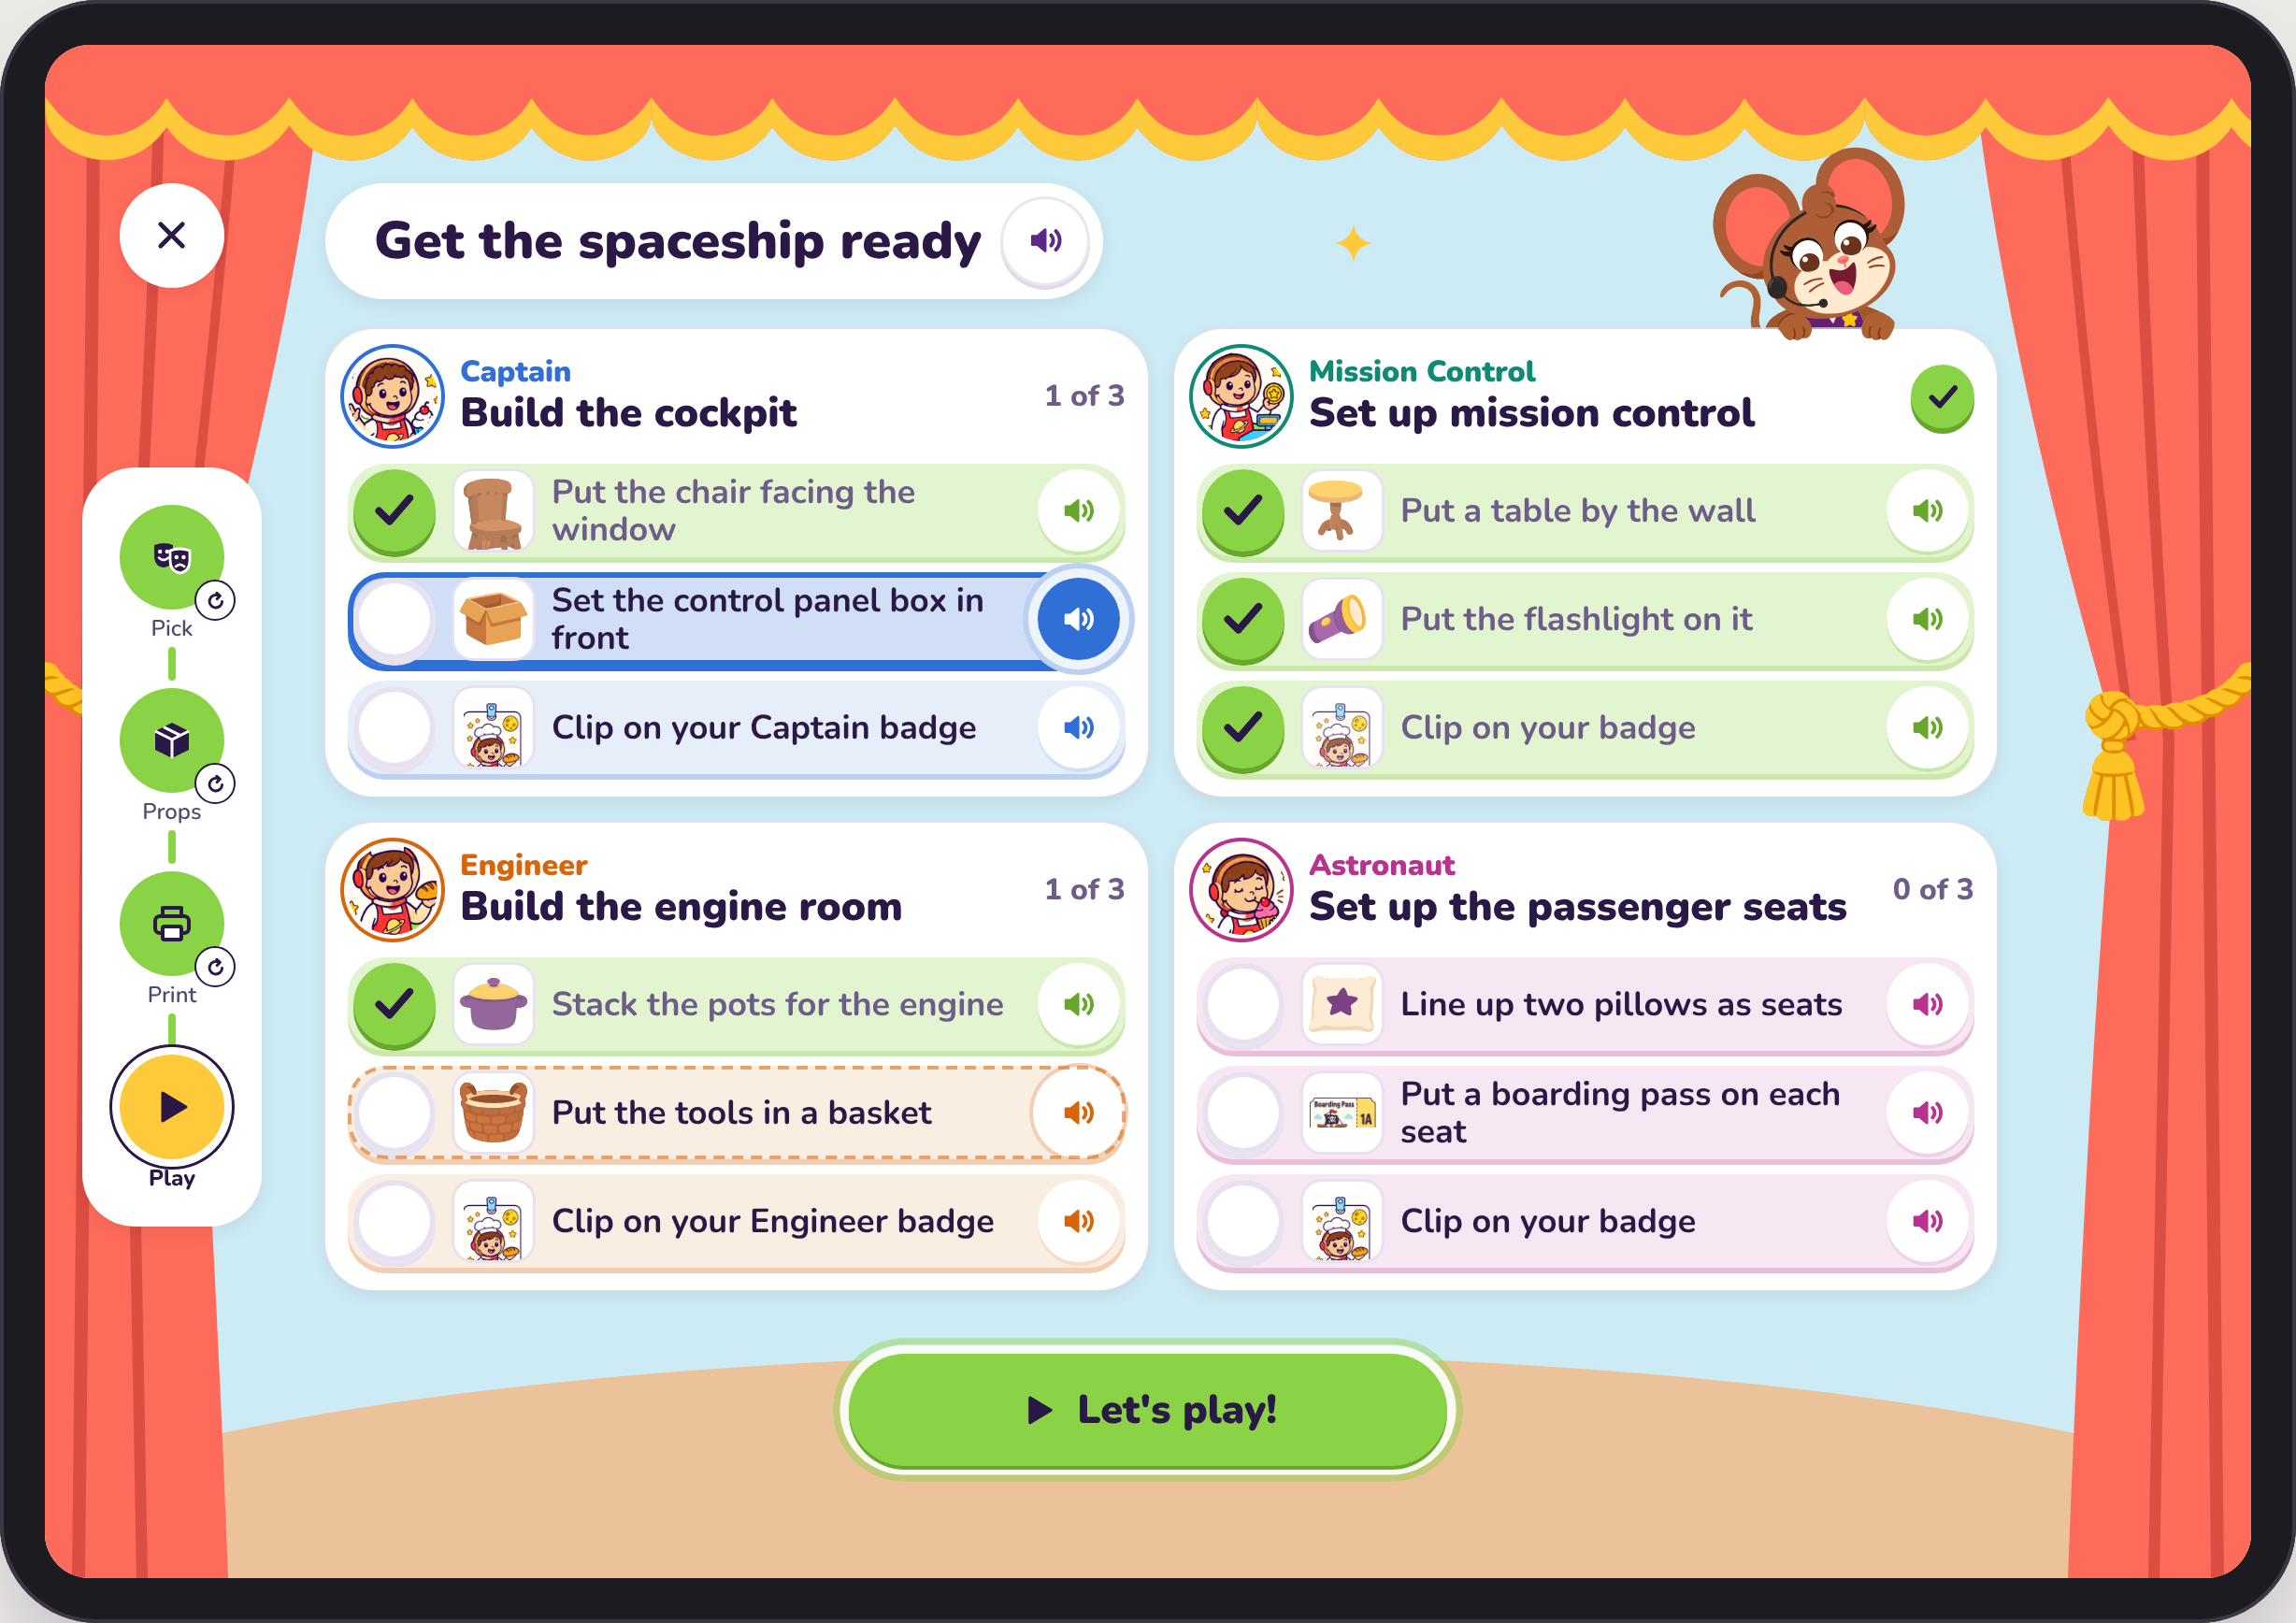 Get the spaceship ready
Captain
Build the cockpit
1 of 3
Put the chair facing the
window
Set the control panel box in
front
Clip on your Captain badge
Mission Control
Set up mission control
Put a table by the wall
Put the flashlight on it
Clip on your badge
Pick
Props
Print
Play
Engineer
Build the engine room
1 of 3
Stack the pots for the engine
Put the tools in a basket
Clip on your Engineer badge
Astronaut
Set up the passenger seats
0 of 3
Line up two pillows as seats
Boarding Pass
1A
Put a boarding pass on each
seat
Clip on your badge
Let's play!